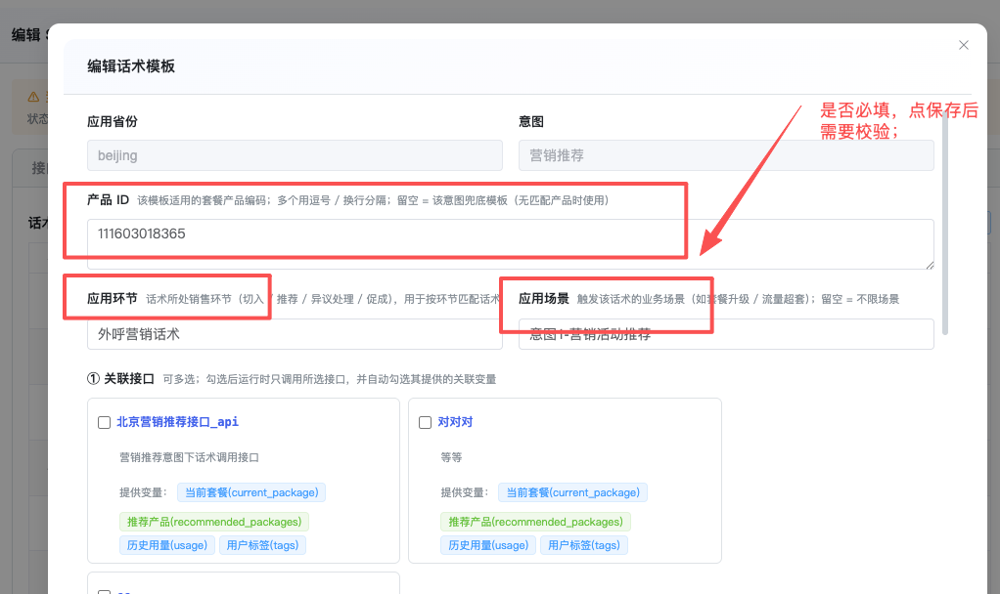 编辑
编辑话术模板
是否必填，点保存后
需要校验；
应用省份
意图
beijing
营销推荐
状态
接
产品 ID 该模板适用的套餐产品编码；多个用逗号 / 换行分隔；留空 = 该意图兜底模板（无匹配产品时使用）
111603018365
话术
应用环节 话术所处销售环节（切入 / 推荐 / 异议处理 / 促成），用于按环节匹配话术
应用场景 触发该话术的业务场景（如套餐升级 / 流量超套）；留空 = 不限场景
外呼营销话术
意图1-营销活动推荐
① 关联接口 可多选；勾选后运行时只调用所选接口，并自动勾选其提供的关联变量
北京营销推荐接口_api
营销推荐意图下话术调用接口
提供变量： 当前套餐(current_package)
推荐产品(recommended_packages)
历史用量(usage) 用户标签(tags)
对对对
等等
提供变量： 当前套餐(current_package)
推荐产品(recommended_packages)
历史用量(usage) 用户标签(tags)